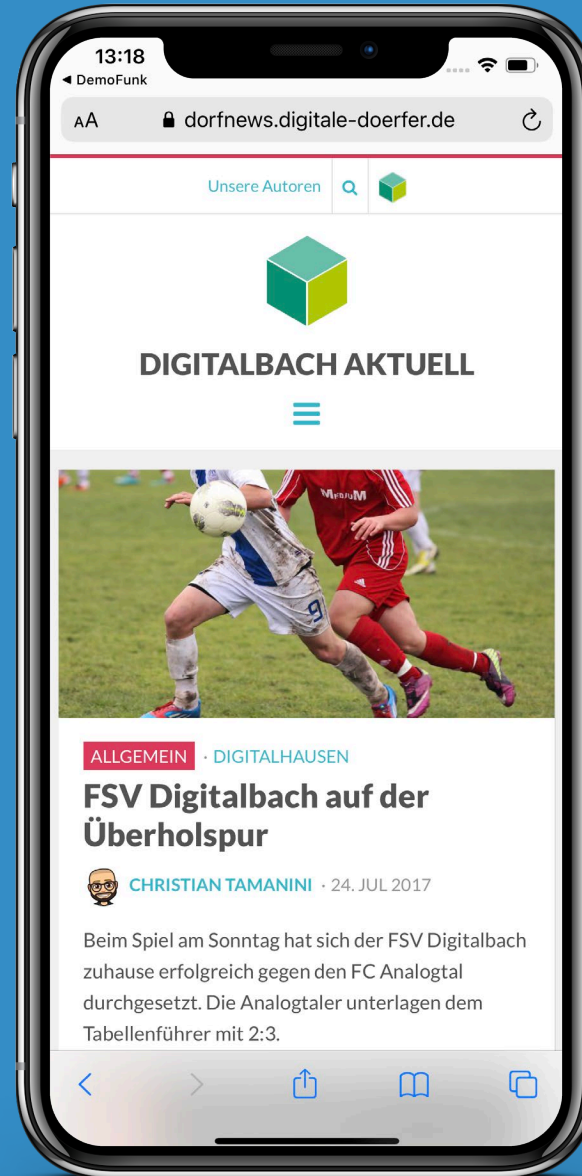 13:18
◀ DemoFunk
AA dorfnews.digitale-doerfer.de
Unsere Autoren
DIGITALBACH AKTUELL
MEDIUM
9
ALLGEMEIN · DIGITALHAUSEN
FSV Digitalbach auf der
Überholspur
CHRISTIAN TAMANINI · 24. JUL 2017
Beim Spiel am Sonntag hat sich der FSV Digitalbach
zuhause erfolgreich gegen den FC Analogtal
durchgesetzt. Die Analogtaler unterlagen dem
Tabellenführer mit 2:3.